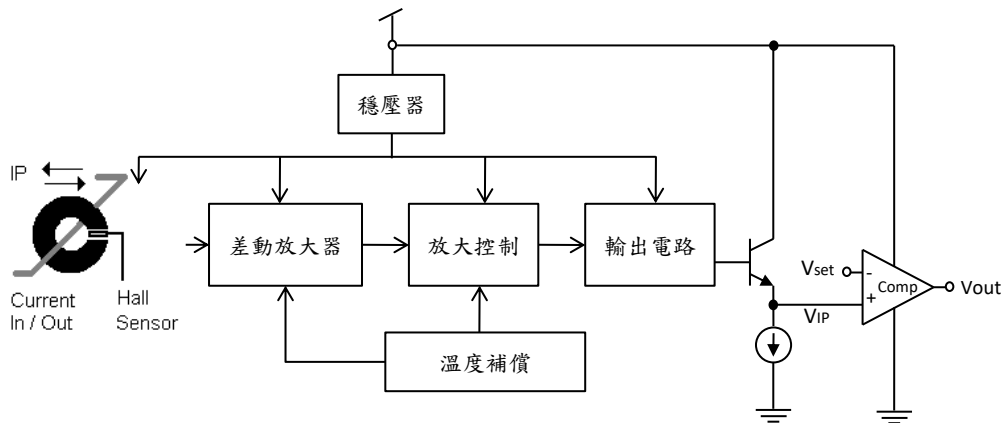 穩壓器
IP
差動放大器
放大控制
輸出電路
Vset
-
Comp
+
Vout
VIP
Current
In / Out
Hall
Sensor
溫度補償